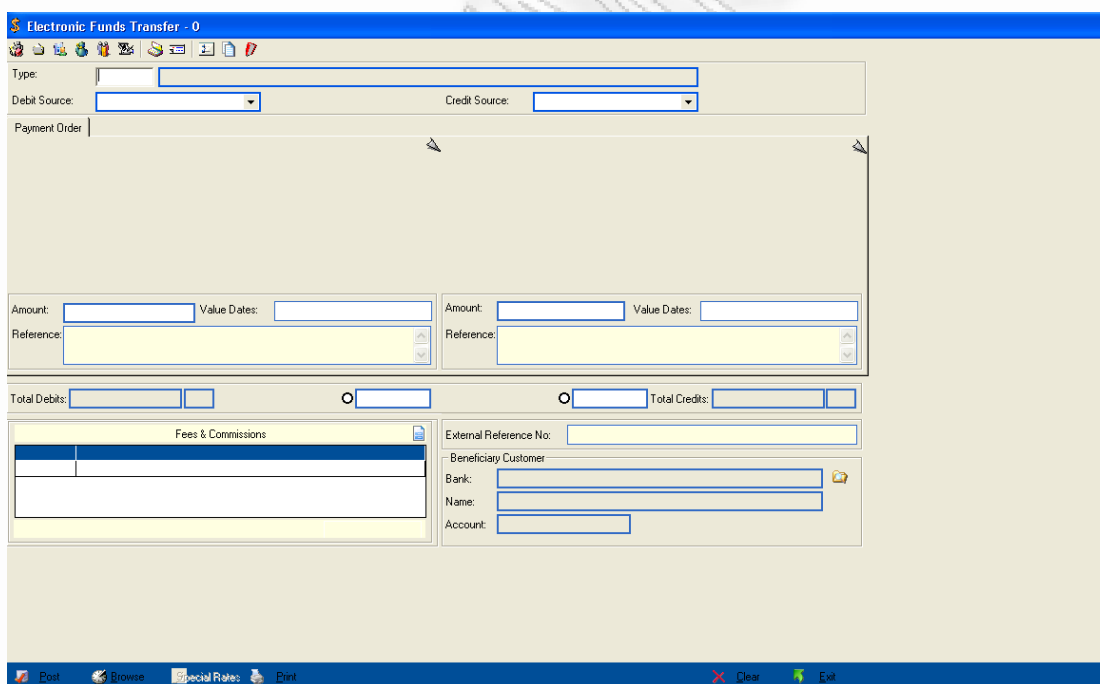 $ Electronic Funds Transfer - 0
Type:
Debit Source: Credit Source:
Payment Order
Amount: Value Dates: Amount: Value Dates:
Reference: Reference:
Total Debits: Total Credits:
Fees & Commissions External Reference No:
Beneficiary Customer
Bank:
Name:
Account:
Post Browse Special Rates Print Clear Exit